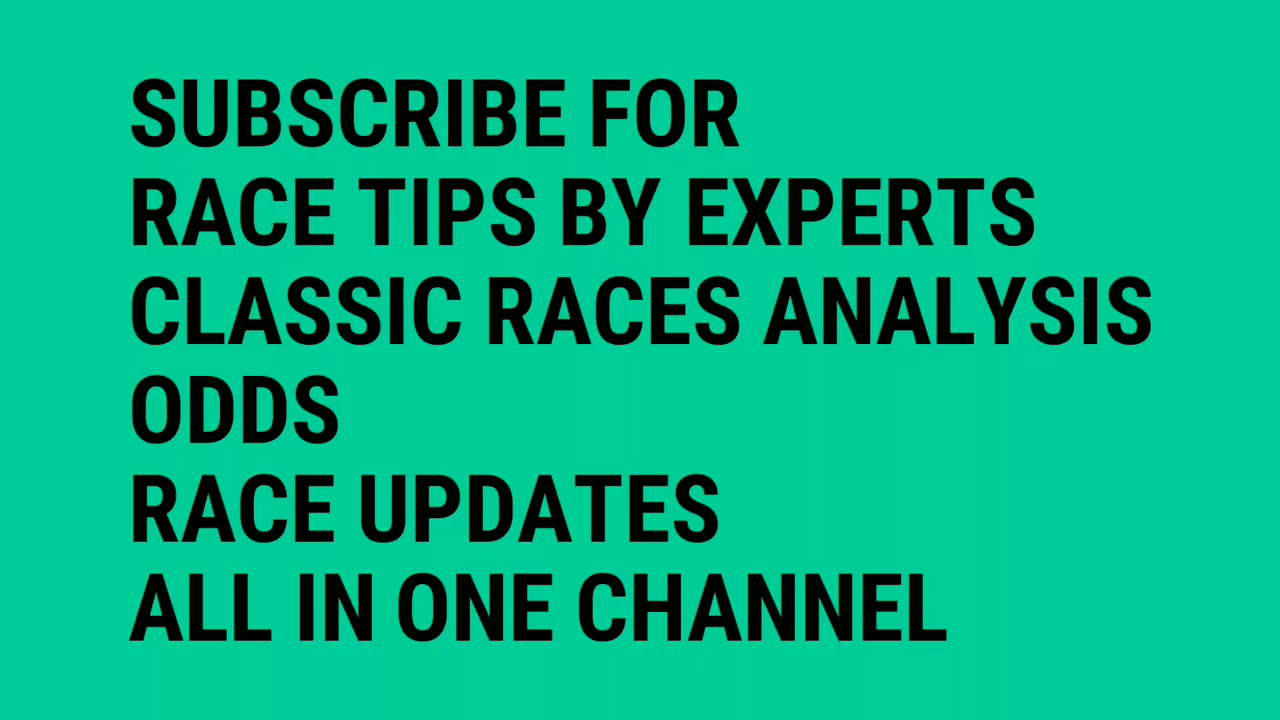 SUBSCRIBE FOR
RACE TIPS BY EXPERTS
CLASSIC RACES ANALYSIS
ODDS
RACE UPDATES
ALL IN ONE CHANNEL